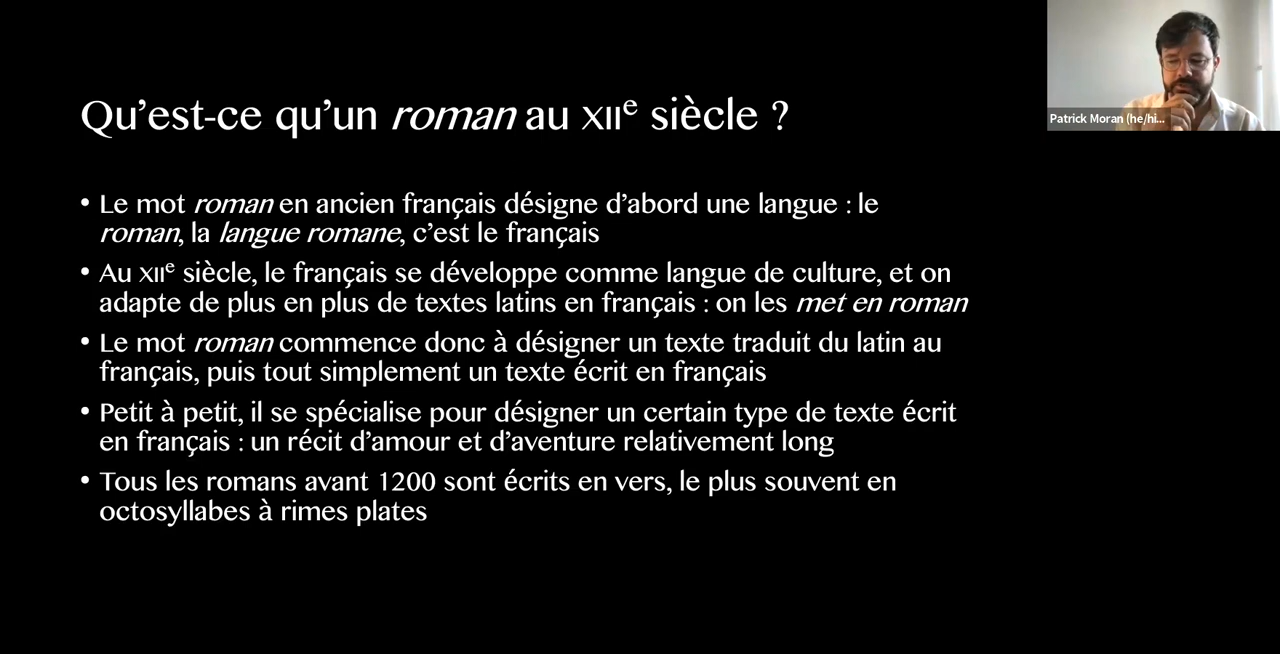 Qu’est-ce qu’un roman au XIIe siècle ?
• Le mot roman en ancien français désigne d’abord une langue : le
roman, la langue romane, c’est le français
• Au XIIe siècle, le français se développe comme langue de culture, et on
adapte de plus en plus de textes latins en français : on les met en roman
• Le mot roman commence donc à désigner un texte traduit du latin au
français, puis tout simplement un texte écrit en français
• Petit à petit, il se spécialise pour désigner un certain type de texte écrit
en français : un récit d’amour et d’aventure relativement long
• Tous les romans avant 1200 sont écrits en vers, le plus souvent en
octosyllabes à rimes plates
Patrick Moran (he/hi...